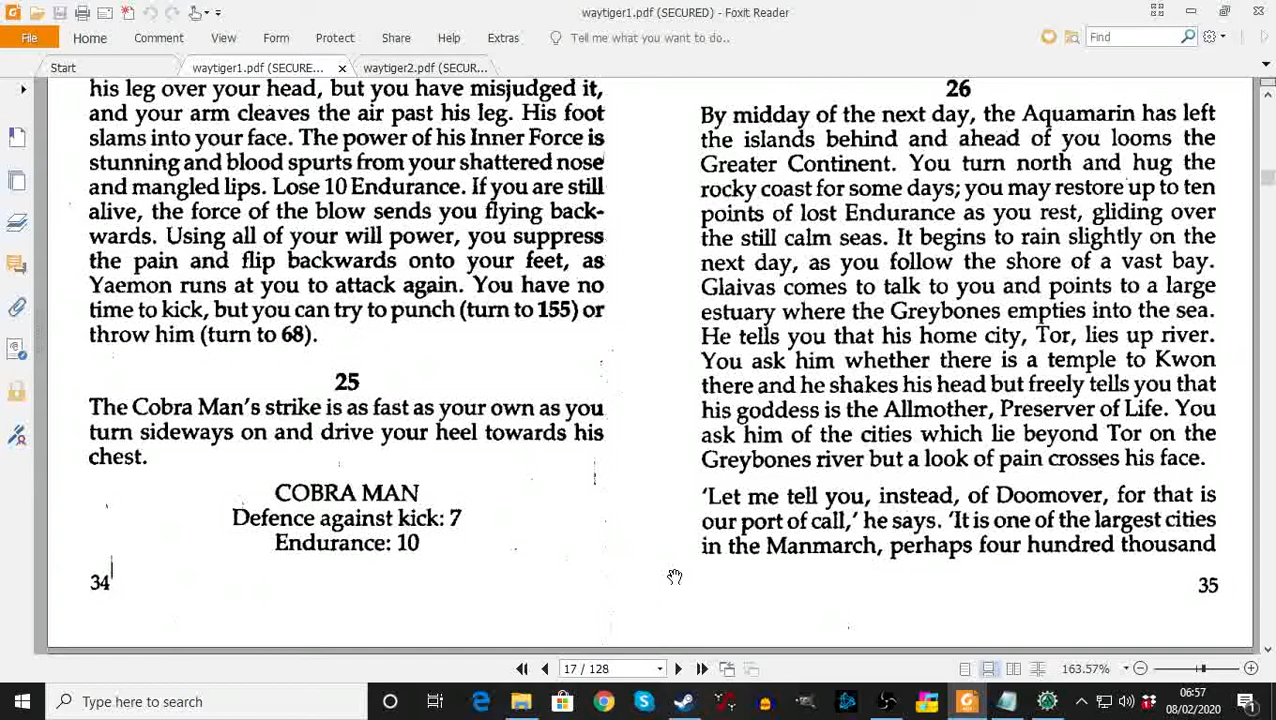 waytiger1.pdf (SECURED) - Foxit Reader
File Home Comment View Form Protect Share Help Extras Tell me what you want to do.. Find
Start waytiger1.pdf (SECURE... waytiger2.pdf (SECUR...
his leg over your head, but you have misjudged it,
and your arm cleaves the air past his leg. His foot
slams into your face. The power of his Inner Force is
stunning and blood spurts from your shattered nose
and mangled lips. Lose 10 Endurance. If you are still
alive, the force of the blow sends you flying back-
wards. Using all of your will power, you suppress
the pain and flip backwards onto your feet, as
Yaemon runs at you to attack again. You have no
time to kick, but you can try to punch (turn to 155) or
throw him (turn to 68).
25
The Cobra Man's strike is as fast as your own as you
turn sideways on and drive your heel towards his
chest.
COBRA MAN
Defence against kick: 7
Endurance: 10
34
26
By midday of the next day, the Aquamarin has left
the islands behind and ahead of you looms the
Greater Continent. You turn north and hug the
rocky coast for some days; you may restore up to ten
points of lost Endurance as you rest, gliding over
the still calm seas. It begins to rain slightly on the
next day, as you follow the shore of a vast bay.
Glaivas comes to talk to you and points to a large
estuary where the Greybones empties into the sea.
He tells you that his home city, Tor, lies up river.
You ask him whether there is a temple to Kwon
there and he shakes his head but freely tells you that
his goddess is the Allmother, Preserver of Life. You
ask him of the cities which lie beyond Tor on the
Greybones river but a look of pain crosses his face.
'Let me tell you, instead, of Doomover, for that is
our port of call,' he says. 'It is one of the largest cities
in the Manmarch, perhaps four hundred thousand
35
17 / 128 163.57%
Type here to search 06:57
08/02/2020